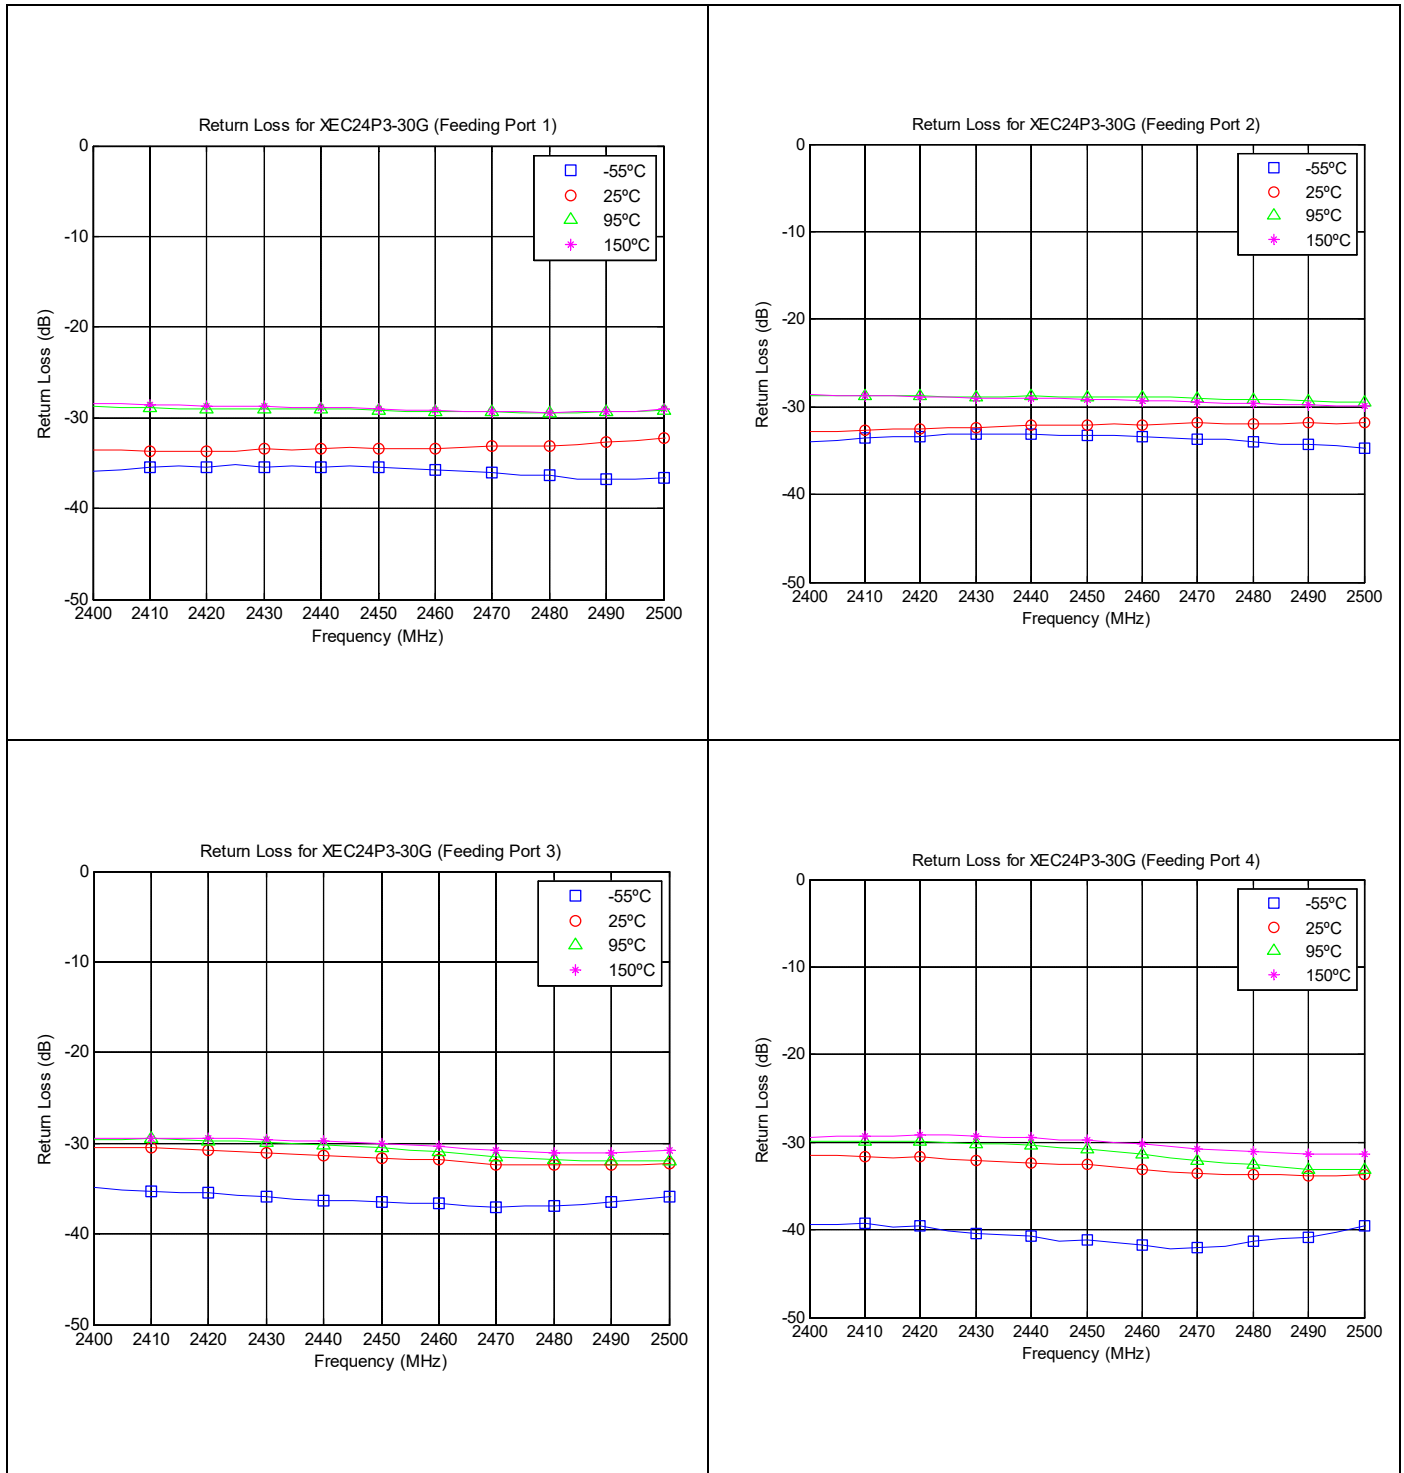 Return Loss for XEC24P3-30G (Feeding Port 1)
0
-10
-20
-30
-40
-50
Return Loss (dB)
-55ºC
25ºC
95ºC
150ºC
2400 2410 2420 2430 2440 2450 2460 2470 2480 2490 2500
Frequency (MHz)
Return Loss for XEC24P3-30G (Feeding Port 2)
0
-10
-20
-30
-40
-50
Return Loss (dB)
-55ºC
25ºC
95ºC
150ºC
2400 2410 2420 2430 2440 2450 2460 2470 2480 2490 2500
Frequency (MHz)
Return Loss for XEC24P3-30G (Feeding Port 3)
0
-10
-20
-30
-40
-50
Return Loss (dB)
-55ºC
25ºC
95ºC
150ºC
2400 2410 2420 2430 2440 2450 2460 2470 2480 2490 2500
Frequency (MHz)
Return Loss for XEC24P3-30G (Feeding Port 4)
0
-10
-20
-30
-40
-50
Return Loss (dB)
-55ºC
25ºC
95ºC
150ºC
2400 2410 2420 2430 2440 2450 2460 2470 2480 2490 2500
Frequency (MHz)